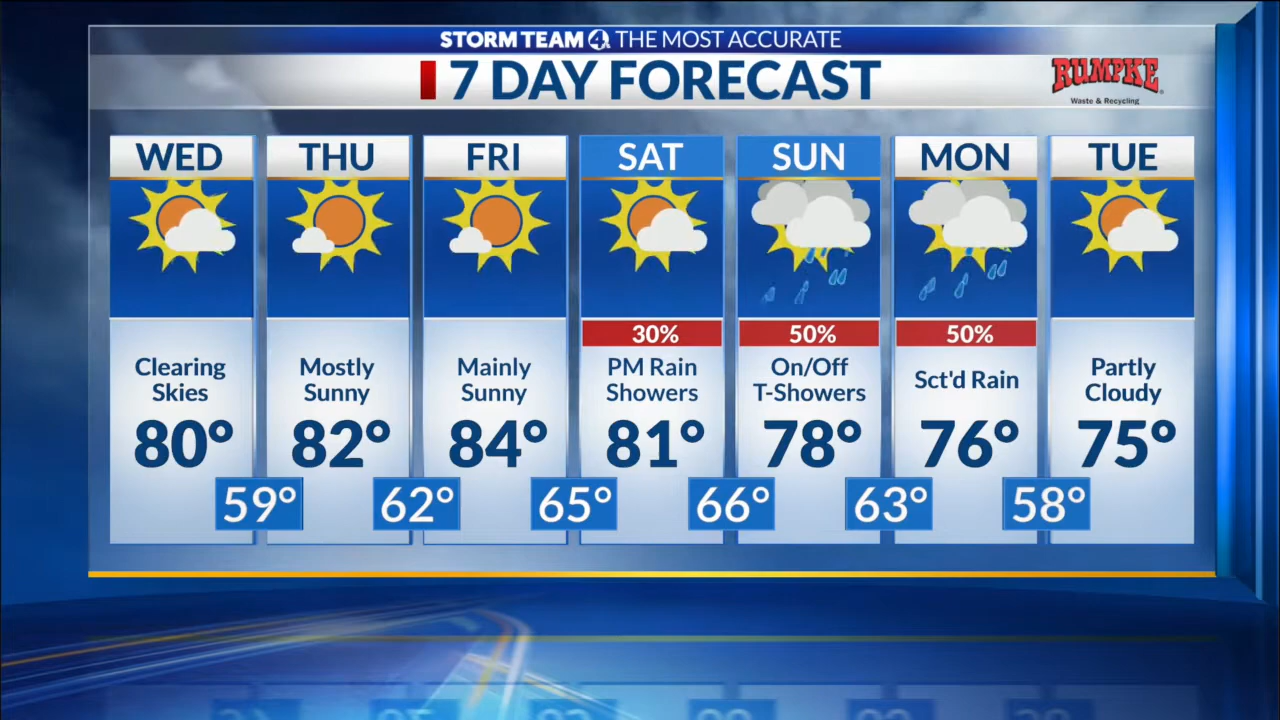 STORM TEAM 4 THE MOST ACCURATE
7 DAY FORECAST
RUMPKE
Waste & Recycling
WED THU FRI SAT SUN MON TUE
30% 50% 50%
Clearing Skies
Mostly Sunny
Mainly Sunny
PM Rain Showers
On/Off T-Showers
Sct'd Rain
Partly Cloudy
80° 82° 84° 81° 78° 76° 75°
59° 62° 65° 66° 63° 58°